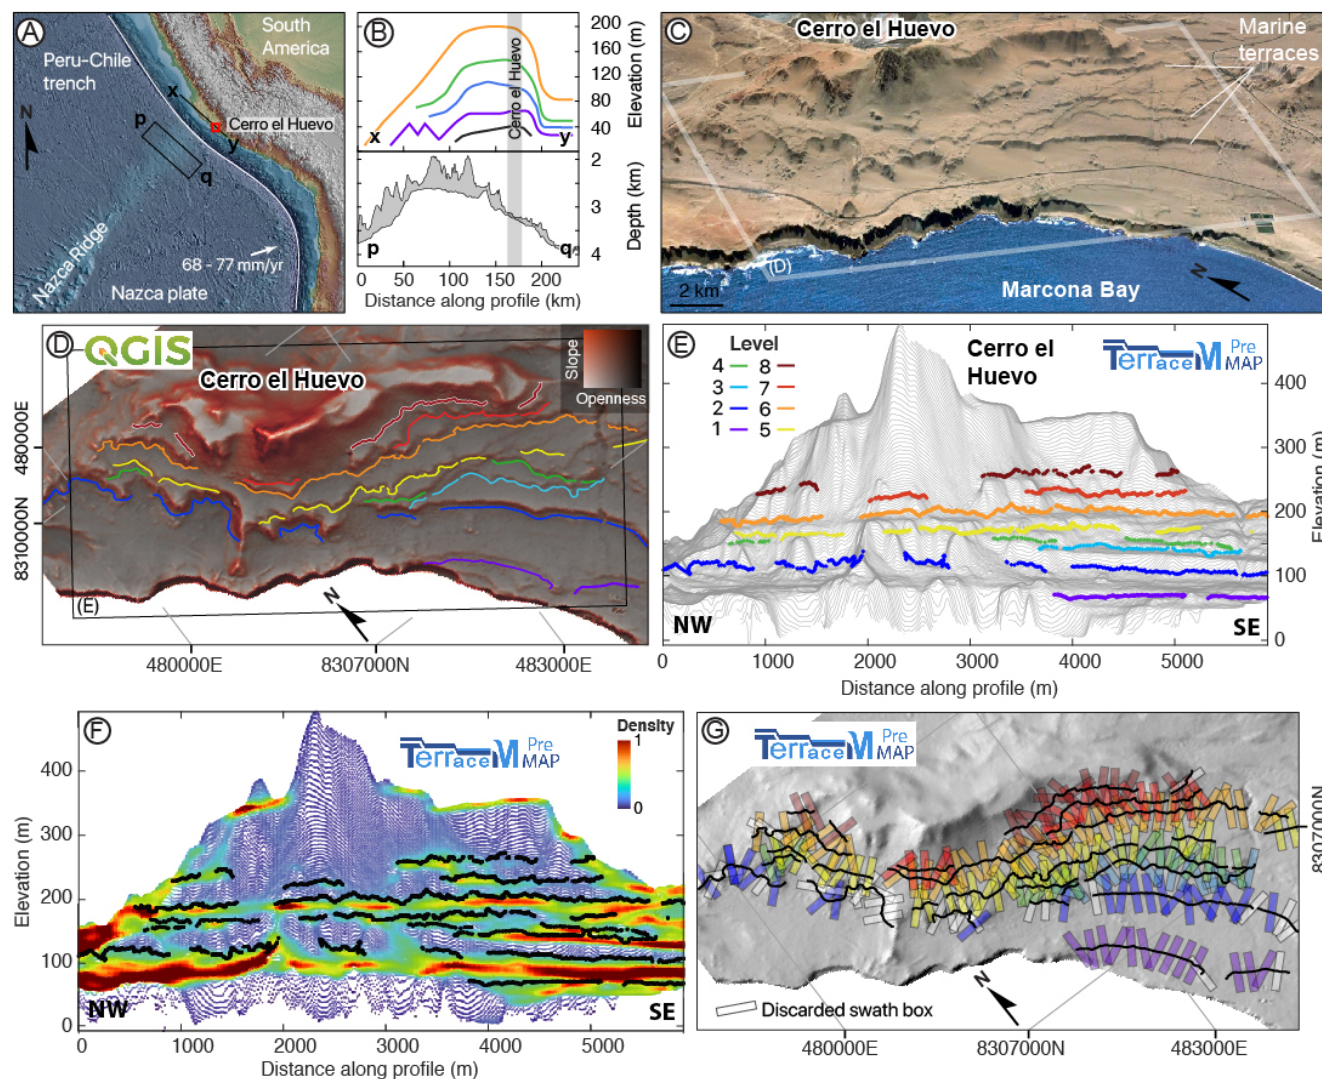 A
Peru-Chile
trench
South
America
x
p
Cerro el Huevo
y
q
N
Nazca Ridge
68 - 77 mm/yr
Nazca plate
B
200
140
80
40
Elevation (m)
Cerro el Huevo
x
y
2
3
4
Depth (km)
p
q
0
50
100
150
200
Distance along profile (km)
C
Cerro el Huevo
Marine
terraces
(D)
2 km
Marcona Bay
N
D
QGIS
Cerro el Huevo
Slope
Openness
480000E
8310000N
(E)
N
480000E
8307000N
483000E
E
Level
4 8
3 7
2 6
1 5
Cerro el
Huevo
TerraceM
Pre
MAP
400
300
200
100
0
Elevation (m)
NW
SE
0
1000
2000
3000
4000
5000
Distance along profile (m)
F
TerraceM
Pre
MAP
Density
1
0
400
300
200
100
0
Elevation (m)
NW
SE
0
1000
2000
3000
4000
5000
Distance along profile (m)
G
TerraceM
Pre
MAP
8307000N
N
Discarded swath box
480000E
8307000N
483000E